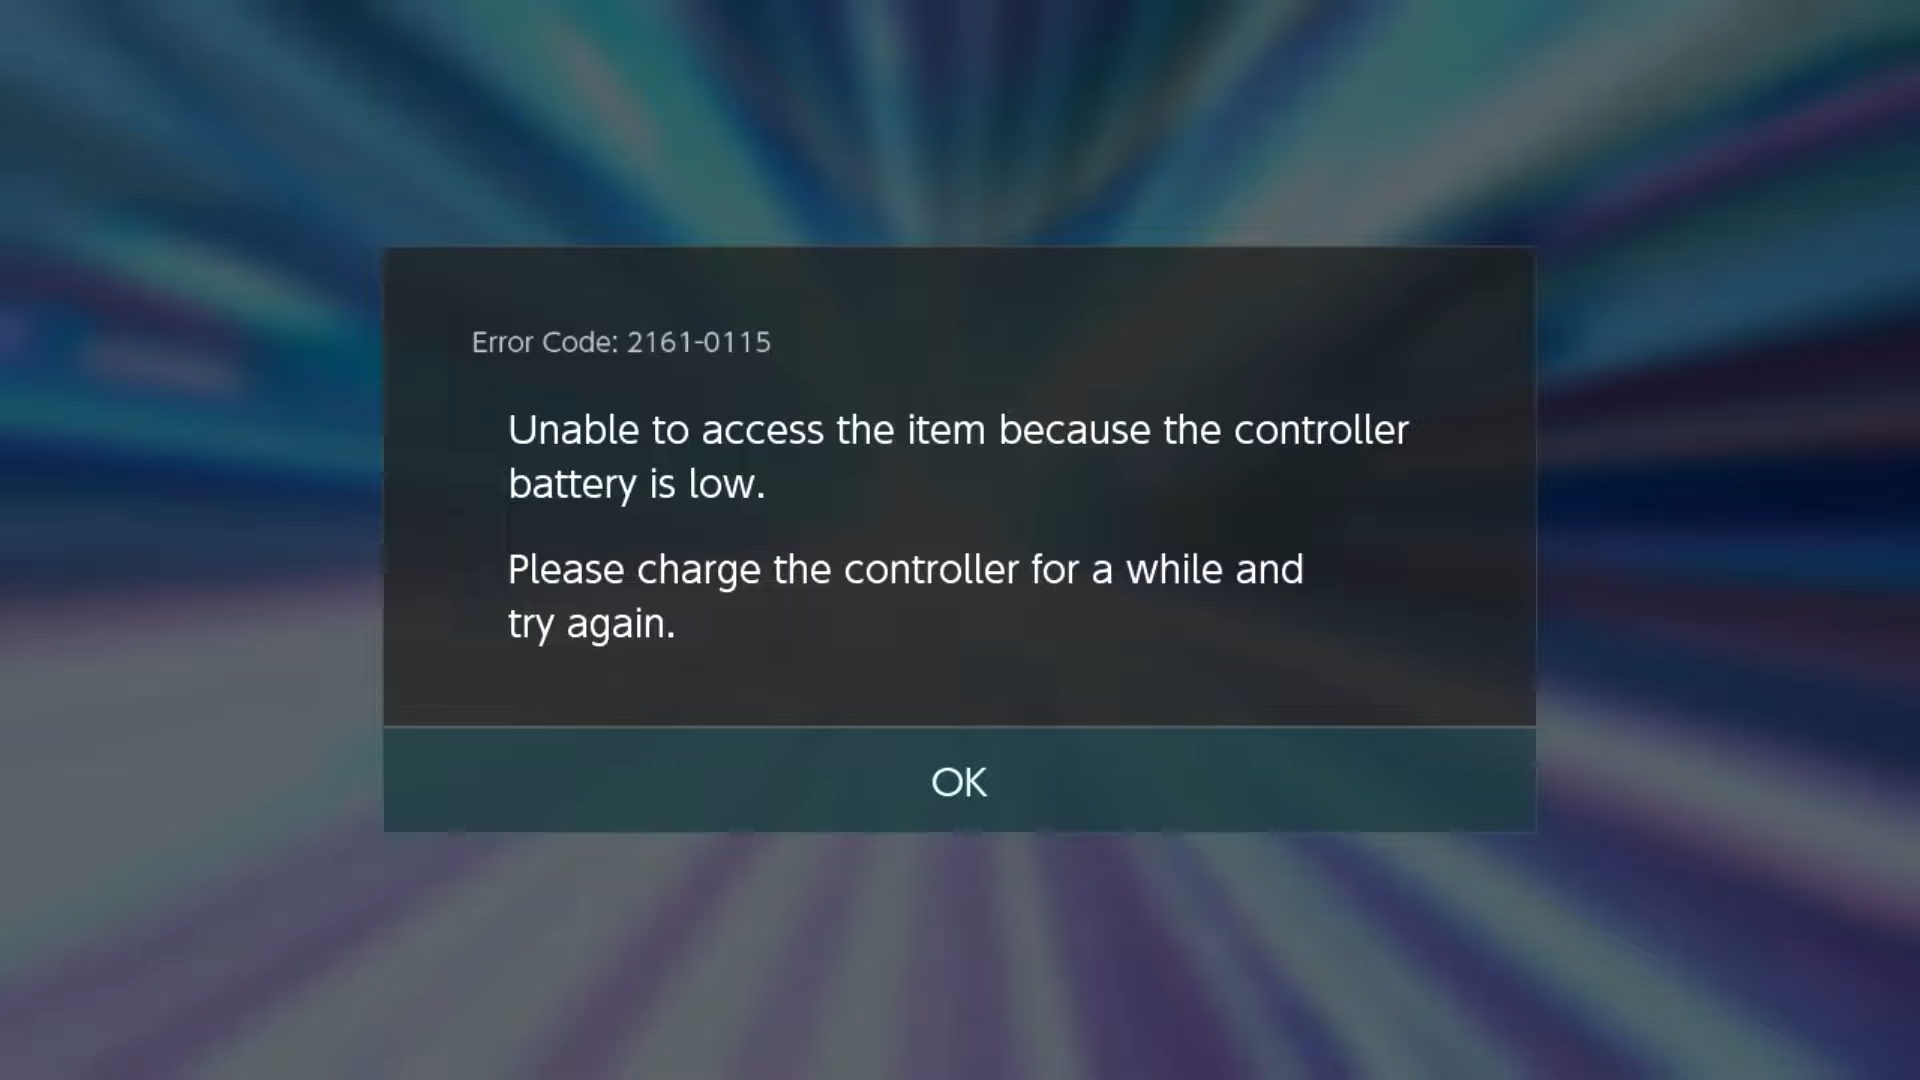 Error Code: 2161-0115
Unable to access the item because the controller
battery is low.
Please charge the controller for a while and
try again.
OK